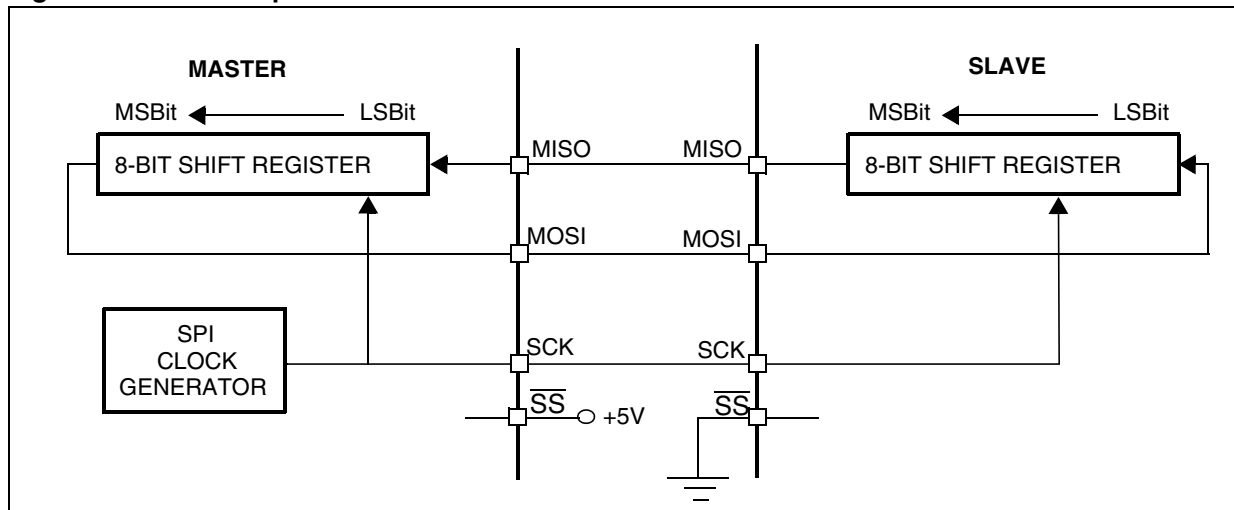 MASTER
SLAVE
MSBit LSBit
MSBit LSBit
8-BIT SHIFT REGISTER
MISO
MISO
8-BIT SHIFT REGISTER
MOSI
MOSI
SPI
CLOCK
GENERATOR
SCK
SCK
SS
+5V
SS